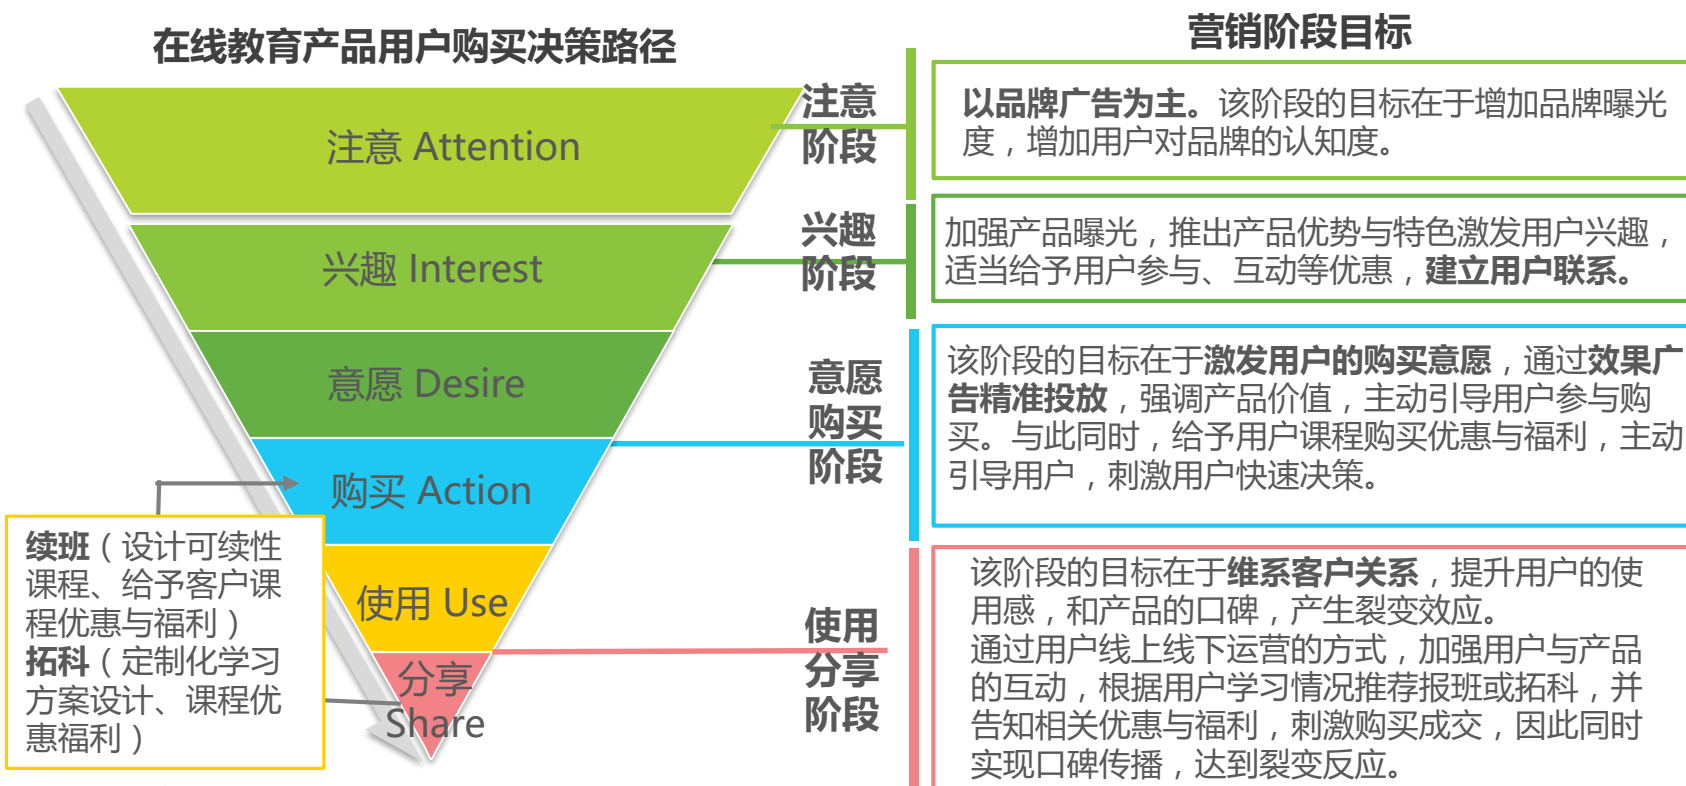 在线教育产品用户购买决策路径
注意 Attention
兴趣 Interest
意愿 Desire
购买 Action
使用 Use
分享
Share
续班（设计可续性
课程、给予客户课
程优惠与福利）
拓科（定制化学习
方案设计、课程优
惠福利）
营销阶段目标
注意
阶段
以品牌广告为主。该阶段的目标在于增加品牌曝光
度，增加用户对品牌的认知度。
兴趣
阶段
加强产品曝光，推出产品优势与特色激发用户兴趣，
适当给予用户参与、互动等优惠，建立用户联系。
意愿
购买
阶段
该阶段的目标在于激发用户的购买意愿，通过效果广
告精准投放，强调产品价值，主动引导用户参与购
买。与此同时，给予用户课程购买优惠与福利，主动
引导用户，刺激用户快速决策。
使用
分享
阶段
该阶段的目标在于维系客户关系，提升用户的使
用感，和产品的口碑，产生裂变效应。
通过用户线上线下运营的方式，加强用户与产品
的互动，根据用户学习情况推荐报班或拓科，并
告知相关优惠与福利，刺激购买成交，因此同时
实现口碑传播，达到裂变反应。